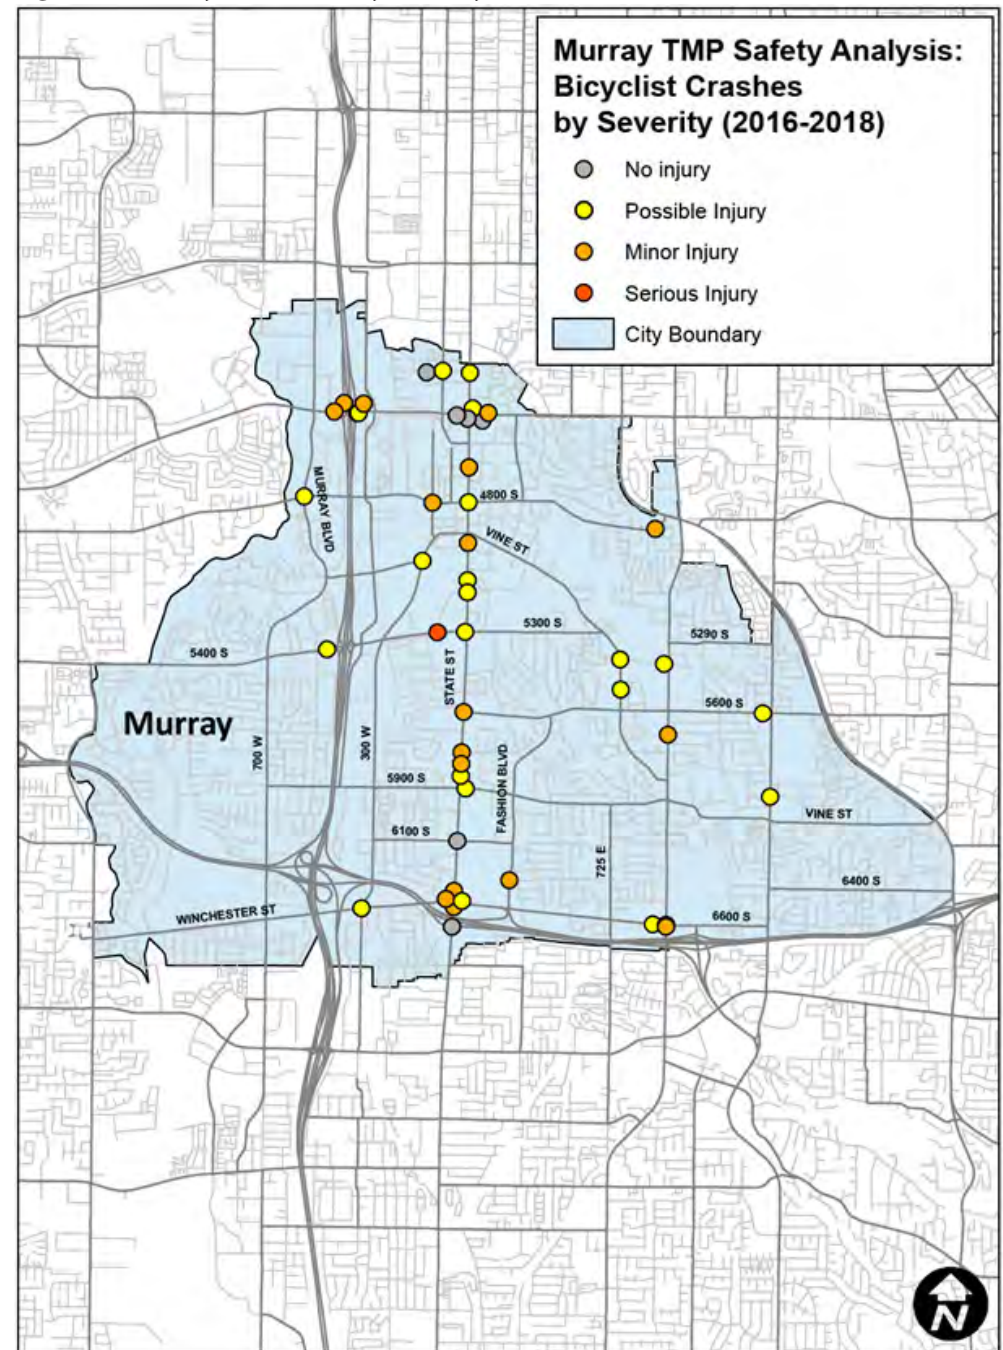 Murray TMP Safety Analysis:
Bicyclist Crashes
by Severity (2016-2018)
No injury
Possible Injury
Minor Injury
Serious Injury
City Boundary
MURRAY BLVD
4800 S
VINE ST
5300 S
5290 S
5400 S
STATE ST
5600 S
Murray
700 W
300 W
FASHION BLVD
5900 S
VINE ST
6100 S
725 E
6400 S
WINCHESTER ST
6600 S
N